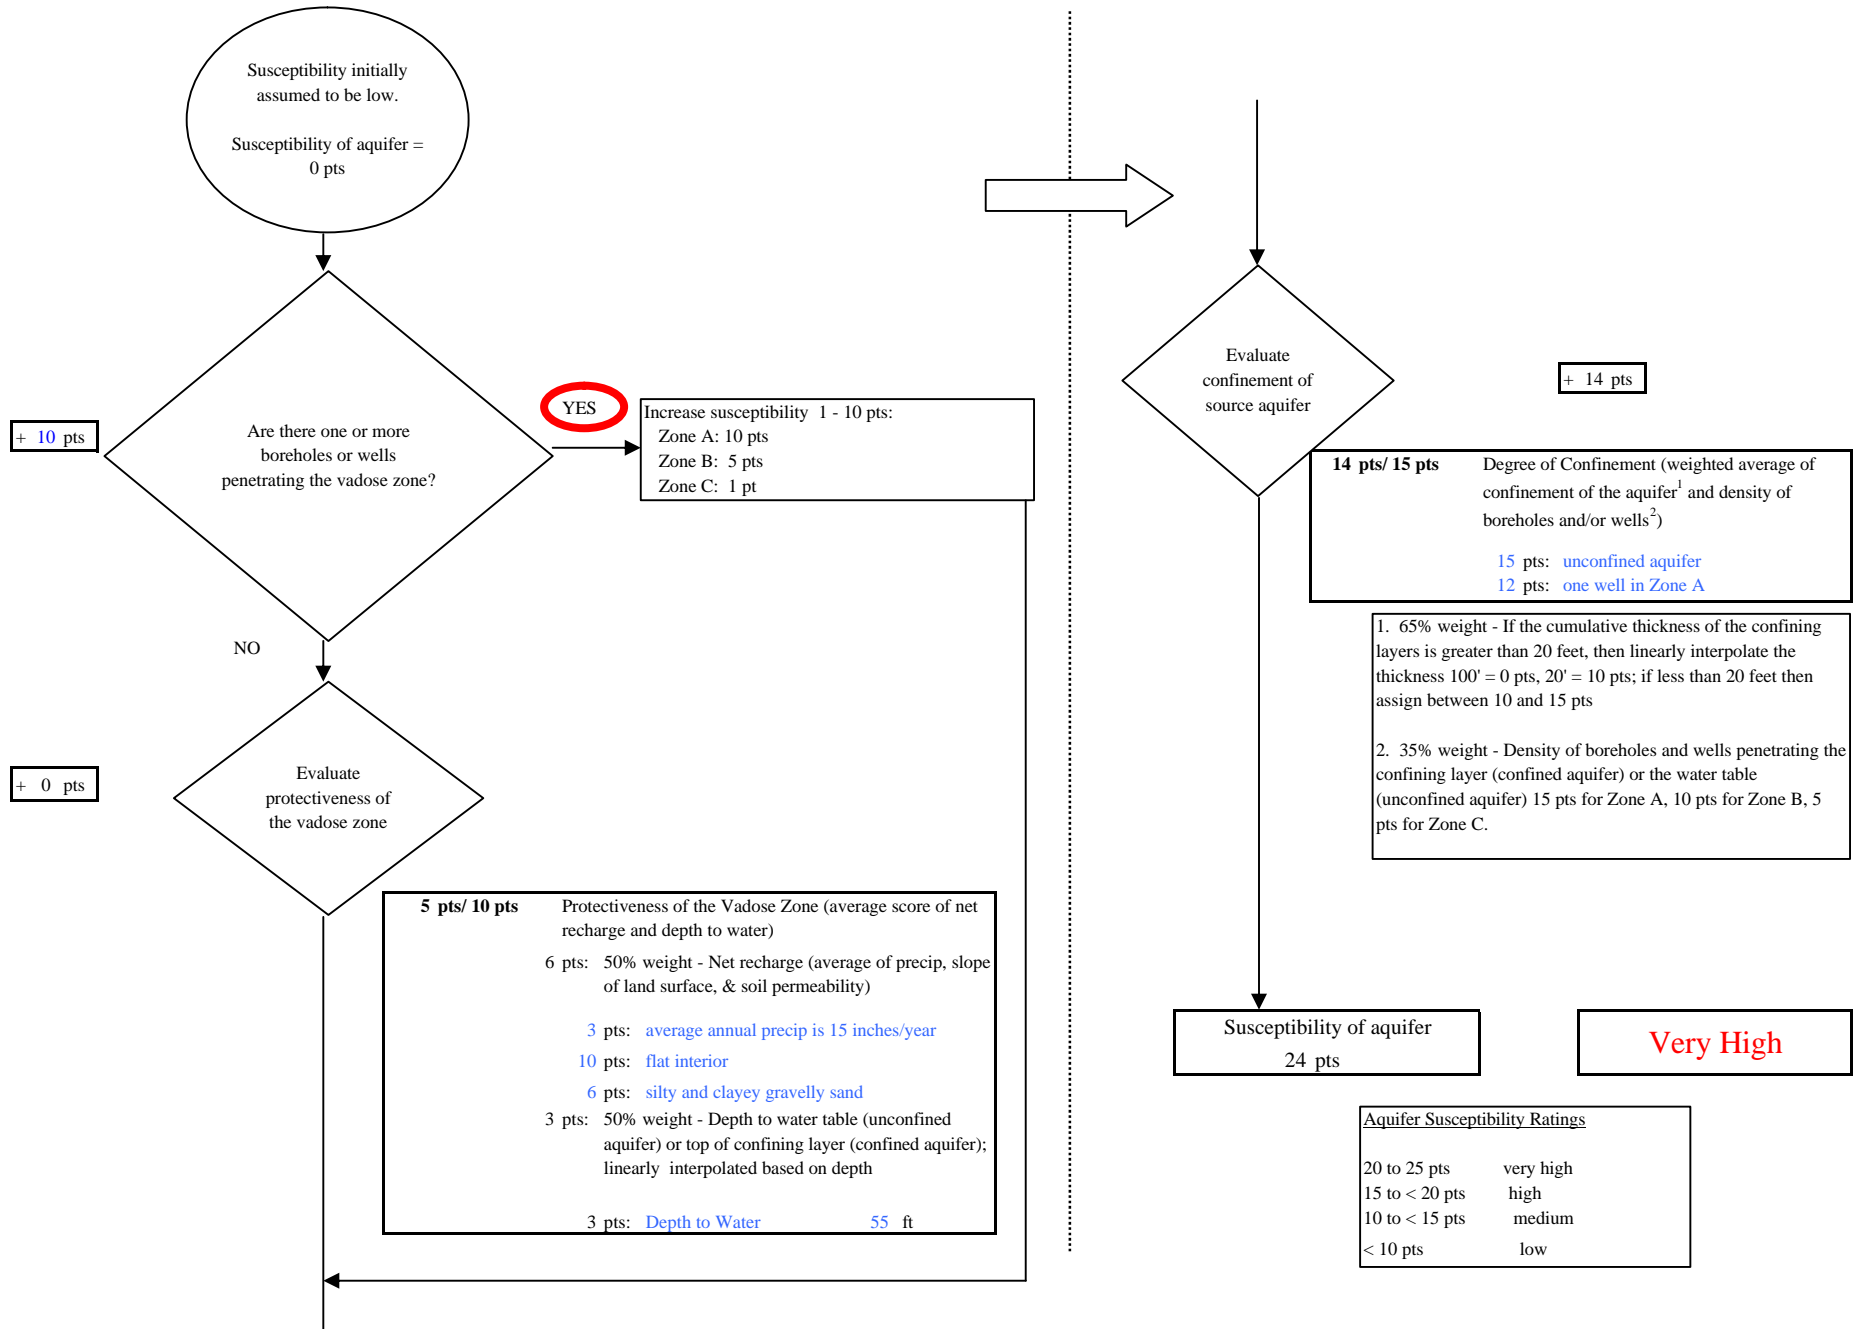 Susceptibility initially
assumed to be low.
Susceptibility of aquifer =
0 pts
+ 10 pts
Are there one or more
boreholes or wells
penetrating the vadose zone?
YES
Increase susceptibility 1 - 10 pts:
Zone A: 10 pts
Zone B: 5 pts
Zone C: 1 pt
NO
+ 0 pts
Evaluate
protectiveness of
the vadose zone
5 pts/ 10 pts Protectiveness of the Vadose Zone (average score of net
recharge and depth to water)
6 pts: 50% weight - Net recharge (average of precip, slope
of land surface, & soil permeability)
3 pts: average annual precip is 15 inches/year
10 pts: flat interior
6 pts: silty and clayey gravelly sand
3 pts: 50% weight - Depth to water table (unconfined
aquifer) or top of confining layer (confined aquifer);
linearly interpolated based on depth
3 pts: Depth to Water 55 ft
Evaluate
confinement of
source aquifer
+ 14 pts
14 pts/ 15 pts Degree of Confinement (weighted average of
confinement of the aquifer1 and density of
boreholes and/or wells2)
15 pts: unconfined aquifer
12 pts: one well in Zone A
1. 65% weight - If the cumulative thickness of the confining
layers is greater than 20 feet, then linearly interpolate the
thickness 100' = 0 pts, 20' = 10 pts; if less than 20 feet then
assign between 10 and 15 pts
2. 35% weight - Density of boreholes and wells penetrating the
confining layer (confined aquifer) or the water table
(unconfined aquifer) 15 pts for Zone A, 10 pts for Zone B, 5
pts for Zone C.
Susceptibility of aquifer
24 pts
Very High
Aquifer Susceptibility Ratings
20 to 25 pts very high
15 to < 20 pts high
10 to < 15 pts medium
< 10 pts low